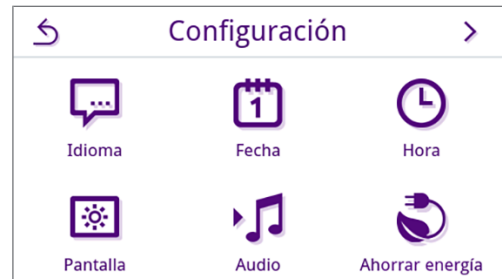 Configuración
Idioma
1
Fecha
Hora
Pantalla
Audio
Ahorrar energía